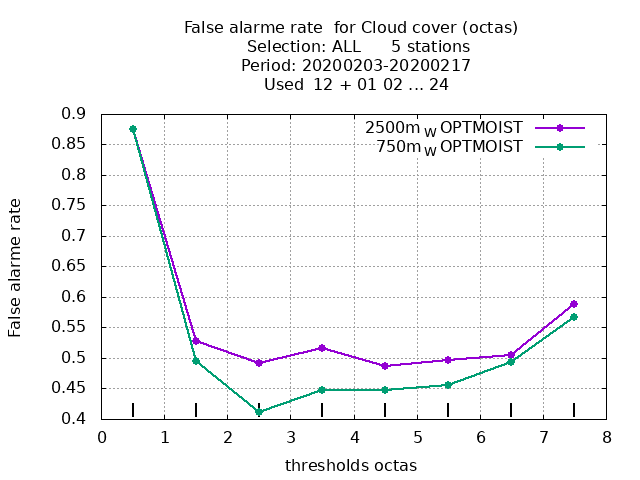 False alarme rate  for Cloud cover (octas)
Selection: ALL      5 stations
Period: 20200203-20200217
Used  12 + 01 02 ... 24
2500m W OPTMOIST
750m W OPTMOIST
0.9
0.85
0.8
0.75
0.7
0.65
0.6
0.55
0.5
0.45
0.4
False alarme rate
0 1 2 3 4 5 6 7 8
thresholds octas